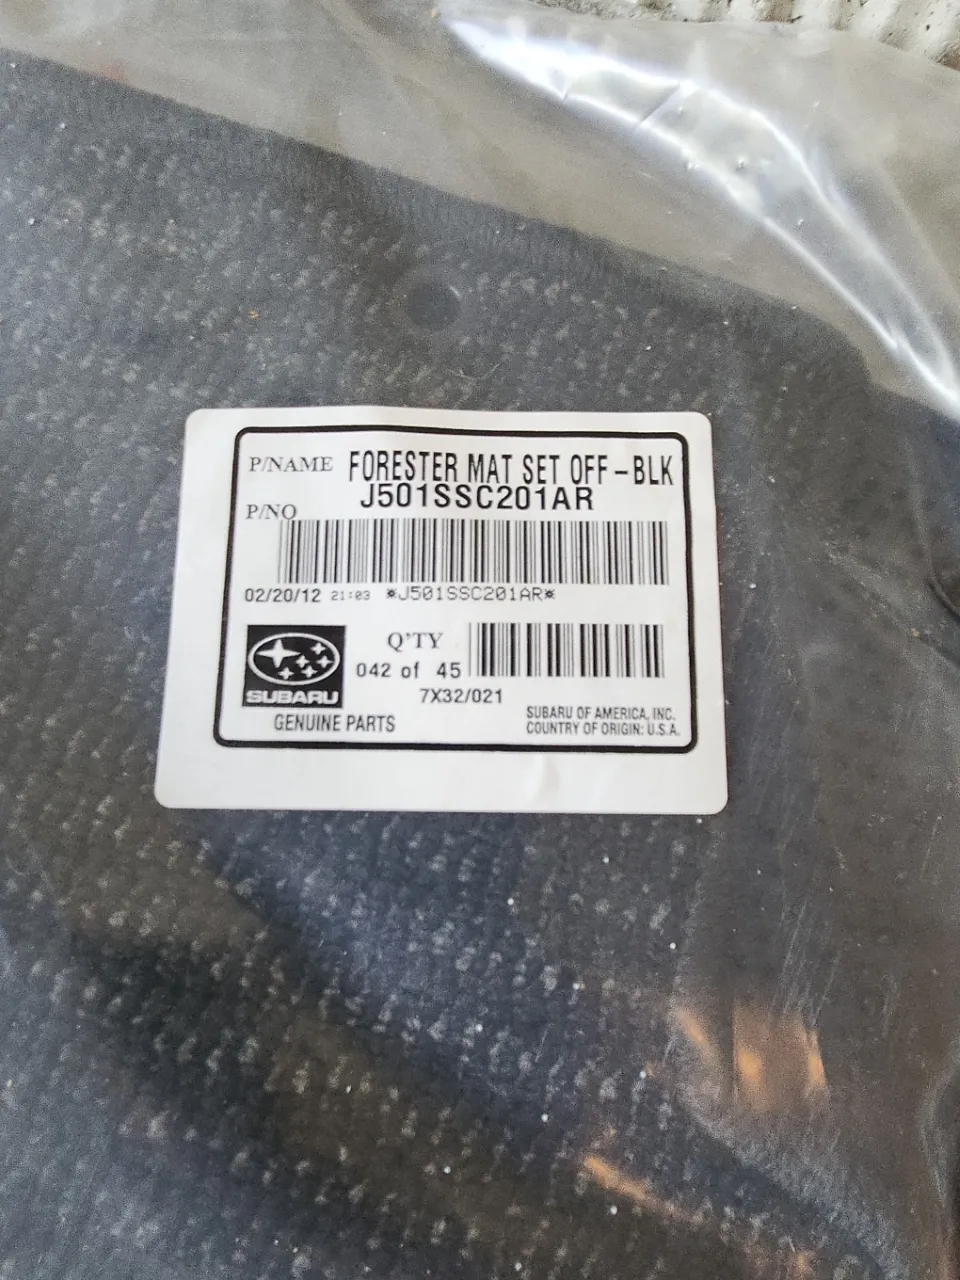 P/NAME FORESTER MAT SET OFF-BLK
P/NO J501SSC201AR
02/20/12 21:03 *J501SSC201AR*
Q'TY
042 of 45
7X32/021
SUBARU
GENUINE PARTS
SUBARU OF AMERICA, INC.
COUNTRY OF ORIGIN: U.S.A.